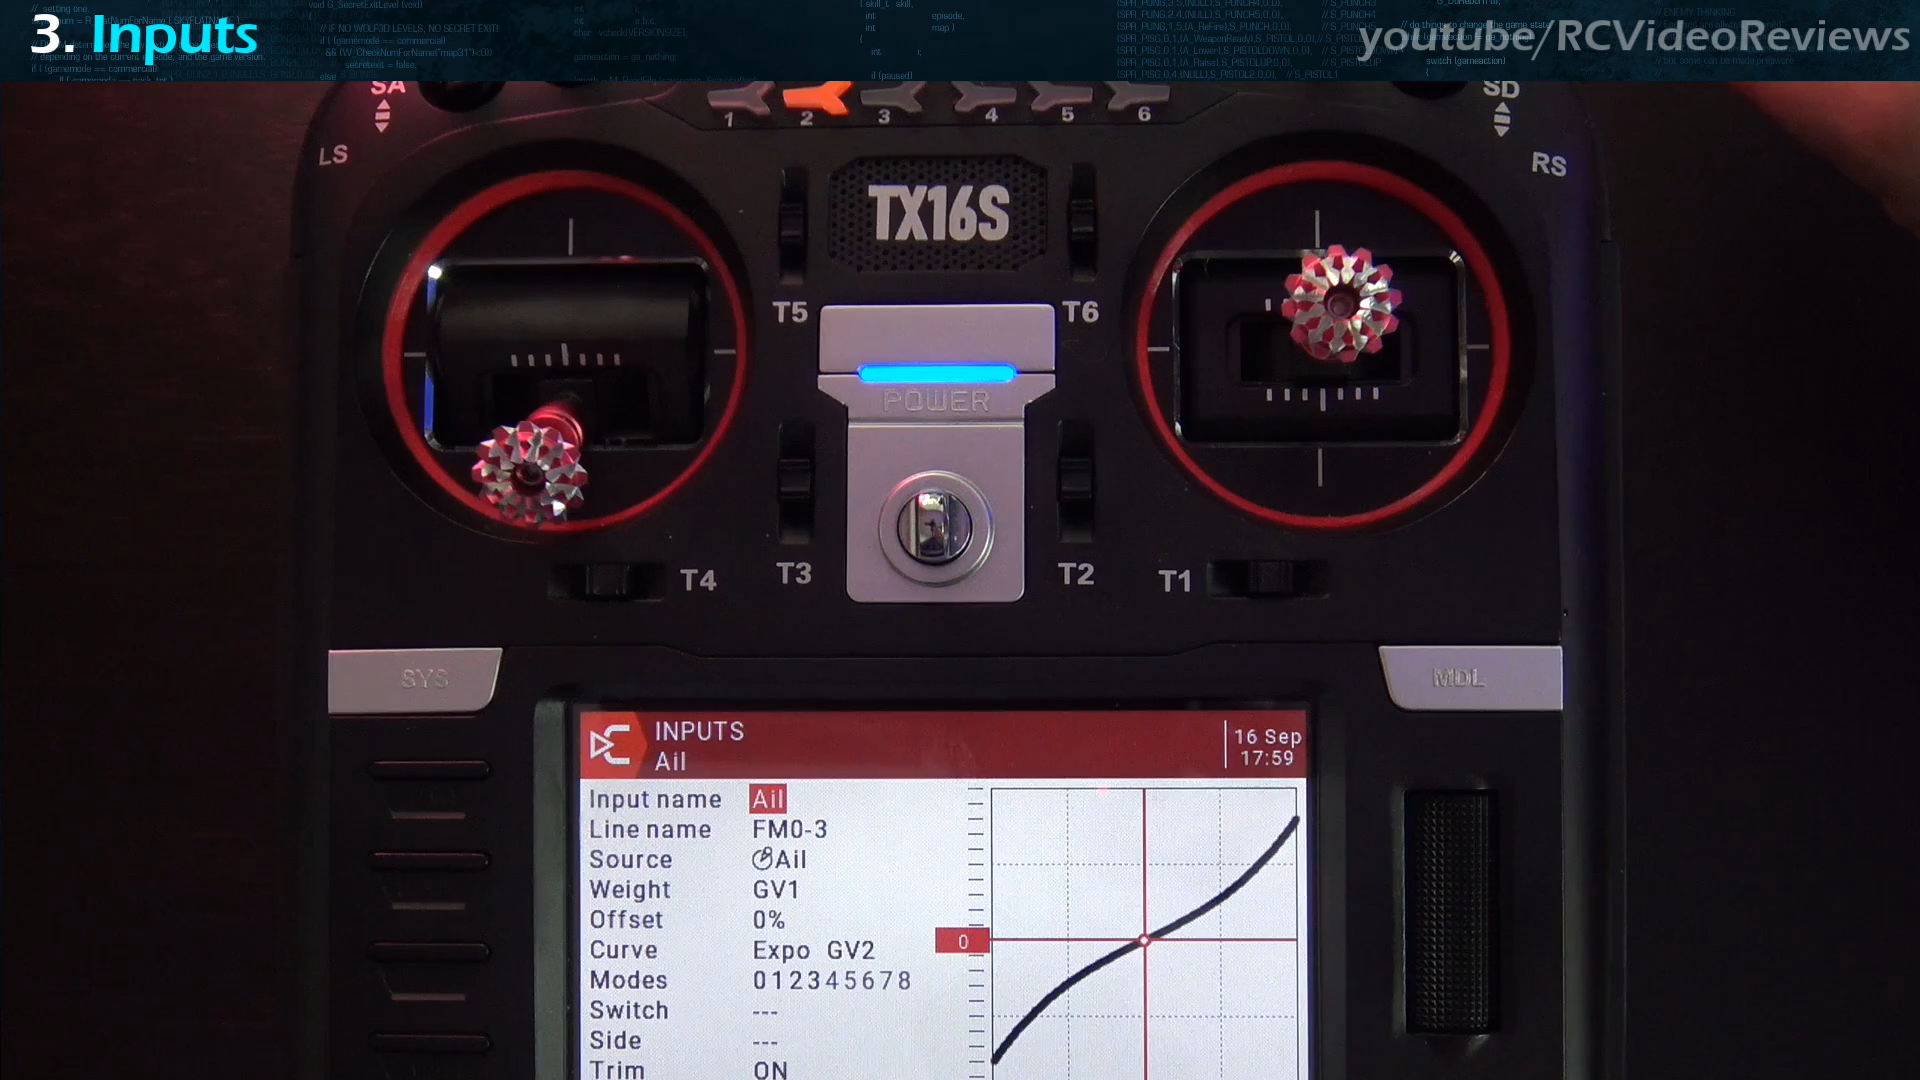 3. Inputs
youtube/RCVideoReviews
SA
SD
1 2 3 4 5 6
LS
RS
TX16S
T5
T6
POWER
T4
T3
T2
T1
SYS
MDL
INPUTS
Ail
16 Sep
17:59
Input name Ail
Line name FM0-3
Source Ail
Weight GV1
Offset 0%
Curve Expo GV2
0
Modes 012345678
Switch ---
Side ---
Trim ON